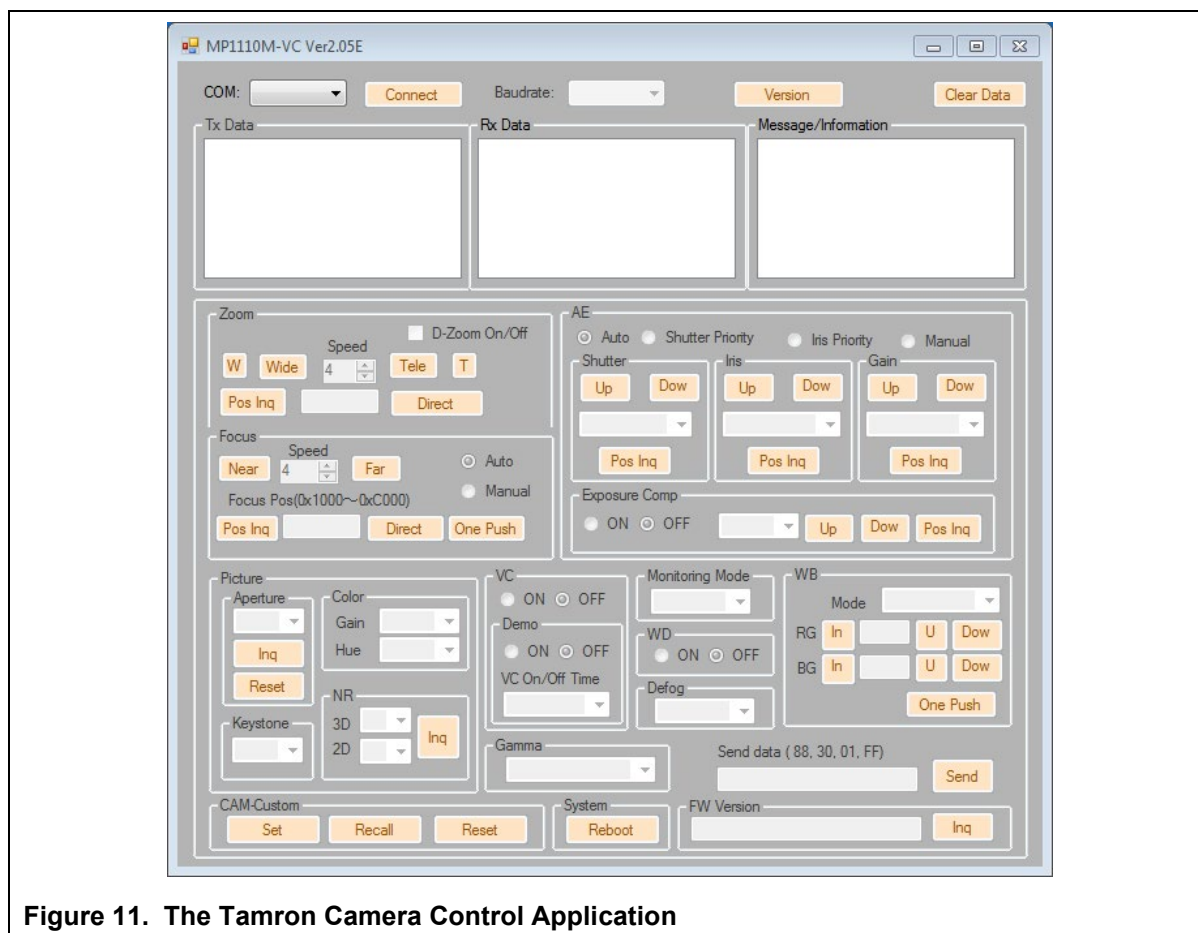 MP1110M-VC Ver2.05E
COM: Connect Baudrate: Version Clear Data
Tx Data Rx Data Message/Information
Zoom
D-Zoom On/Off
Speed
W Wide 4 Tele T
Pos Inq Direct
Focus
Speed
Near 4 Far Auto
Manual
Focus Pos(0x1000～0xC000)
Pos Inq Direct One Push
AE
Auto Shutter Priority Iris Priority Manual
Shutter Iris Gain
Up Dow Up Dow Up Dow
Pos Inq Pos Inq Pos Inq
Exposure Comp
ON OFF Up Dow Pos Inq
Picture
Aperture
Inq
Reset
Keystone
Color
Gain
Hue
NR
3D
2D
Inq
VC
ON OFF
Demo
ON OFF
VC On/Off Time
Monitoring Mode
WD
ON OFF
Defog
WB
Mode
RG In U Dow
BG In U Dow
One Push
Gamma
Send data ( 88, 30, 01, FF)
Send
CAM-Custom
Set Recall Reset
System
Reboot
FW Version
Inq
Figure 11. The Tamron Camera Control Application